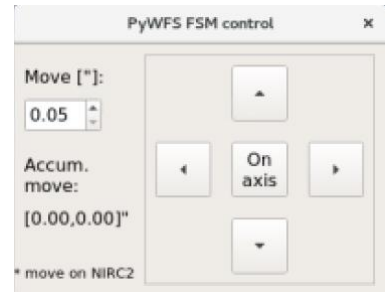 PyWFS FSM control ×
Move ["]:
0.05
Accum.
move:
[0.00,0.00]"
* move on NIRC2
On
axis